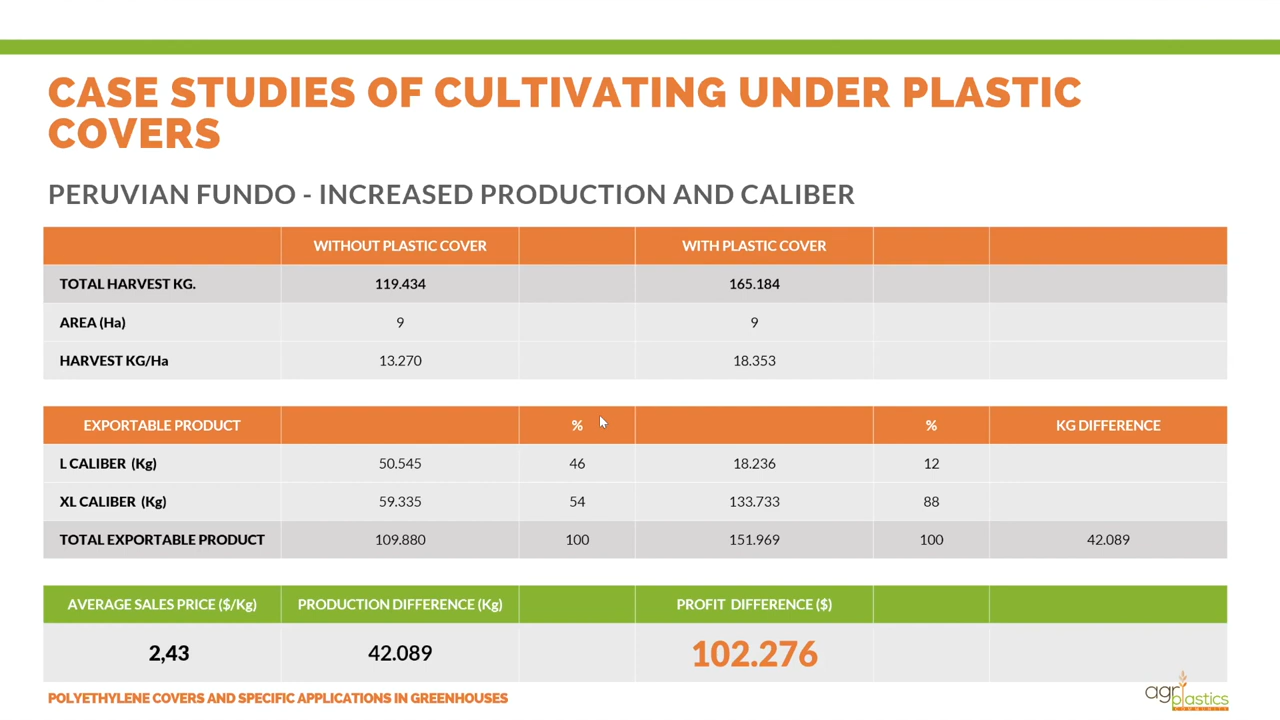 CASE STUDIES OF CULTIVATING UNDER PLASTIC
COVERS
PERUVIAN FUNDO - INCREASED PRODUCTION AND CALIBER
WITHOUT PLASTIC COVER WITH PLASTIC COVER
TOTAL HARVEST KG. 119.434 165.184
AREA (Ha) 9 9
HARVEST KG/Ha 13.270 18.353
EXPORTABLE PRODUCT % % KG DIFFERENCE
L CALIBER (Kg) 50.545 46 18.236 12
XL CALIBER (Kg) 59.335 54 133.733 88
TOTAL EXPORTABLE PRODUCT 109.880 100 151.969 100 42.089
AVERAGE SALES PRICE ($/Kg) PRODUCTION DIFFERENCE (Kg) PROFIT DIFFERENCE ($)
2,43 42.089 102.276
POLYETHYLENE COVERS AND SPECIFIC APPLICATIONS IN GREENHOUSES
agriplastics
COMMUNITY